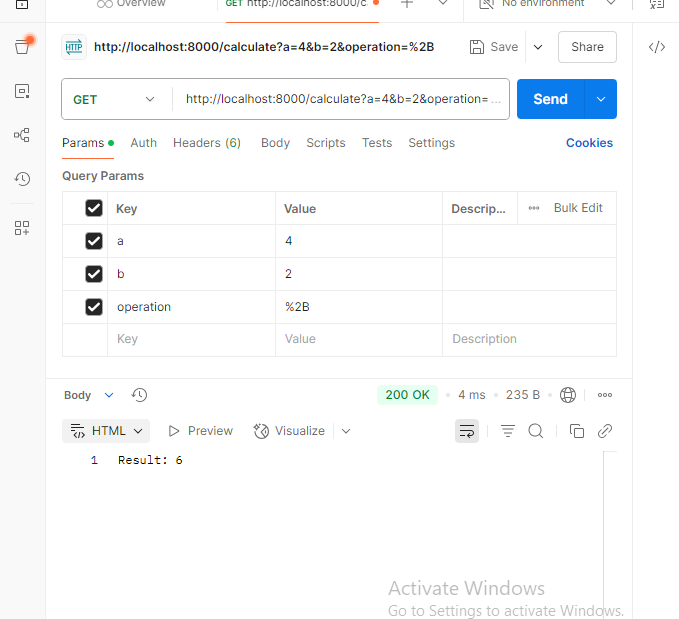 Overview
GET http://localhost:8000/c
No environment
HTTP http://localhost:8000/calculate?a=4&b=2&operation=%2B
Save
Share
GET
http://localhost:8000/calculate?a=4&b=2&operation= ...
Send
Params Auth Headers (6) Body Scripts Tests Settings Cookies
Query Params
Key Value Descrip... Bulk Edit
a 4
b 2
operation %2B
Key Value Description
Body 200 OK 4 ms 235 B
HTML Preview Visualize
1 Result: 6
Activate Windows
Go to Settings to activate Windows.